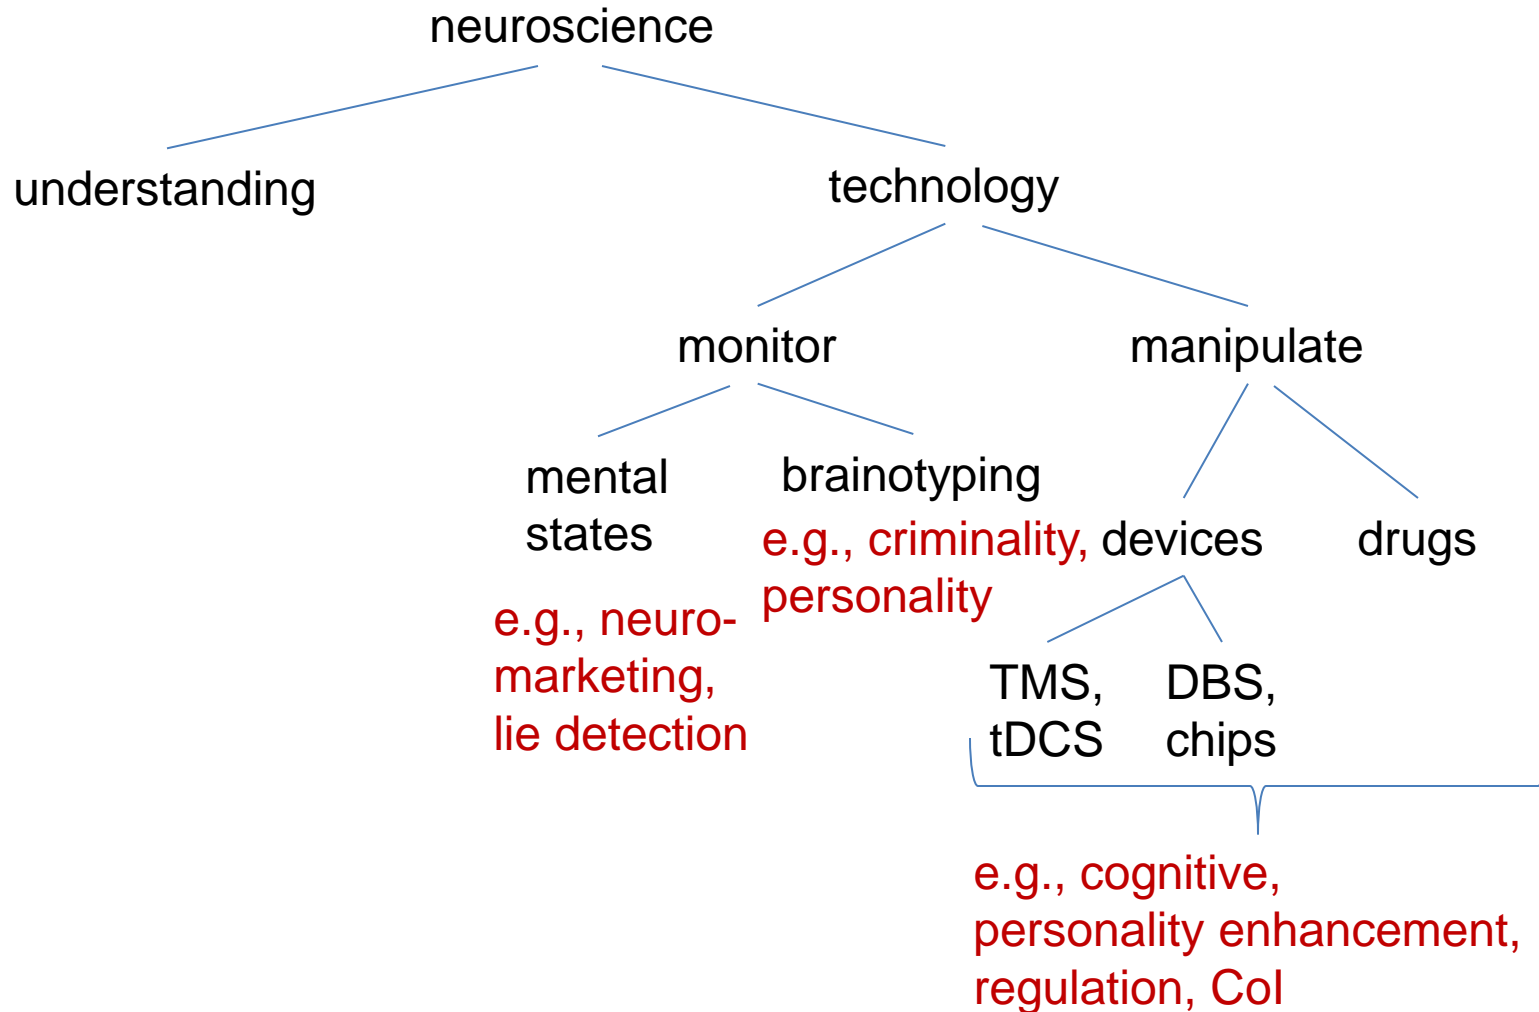 neuroscience
understanding
technology
monitor
manipulate
mental
states
brainotyping
e.g., criminality,
personality
devices
drugs
e.g., neuro-
marketing,
lie detection
TMS,
tDCS
DBS,
chips
e.g., cognitive,
personality enhancement,
regulation, CoI